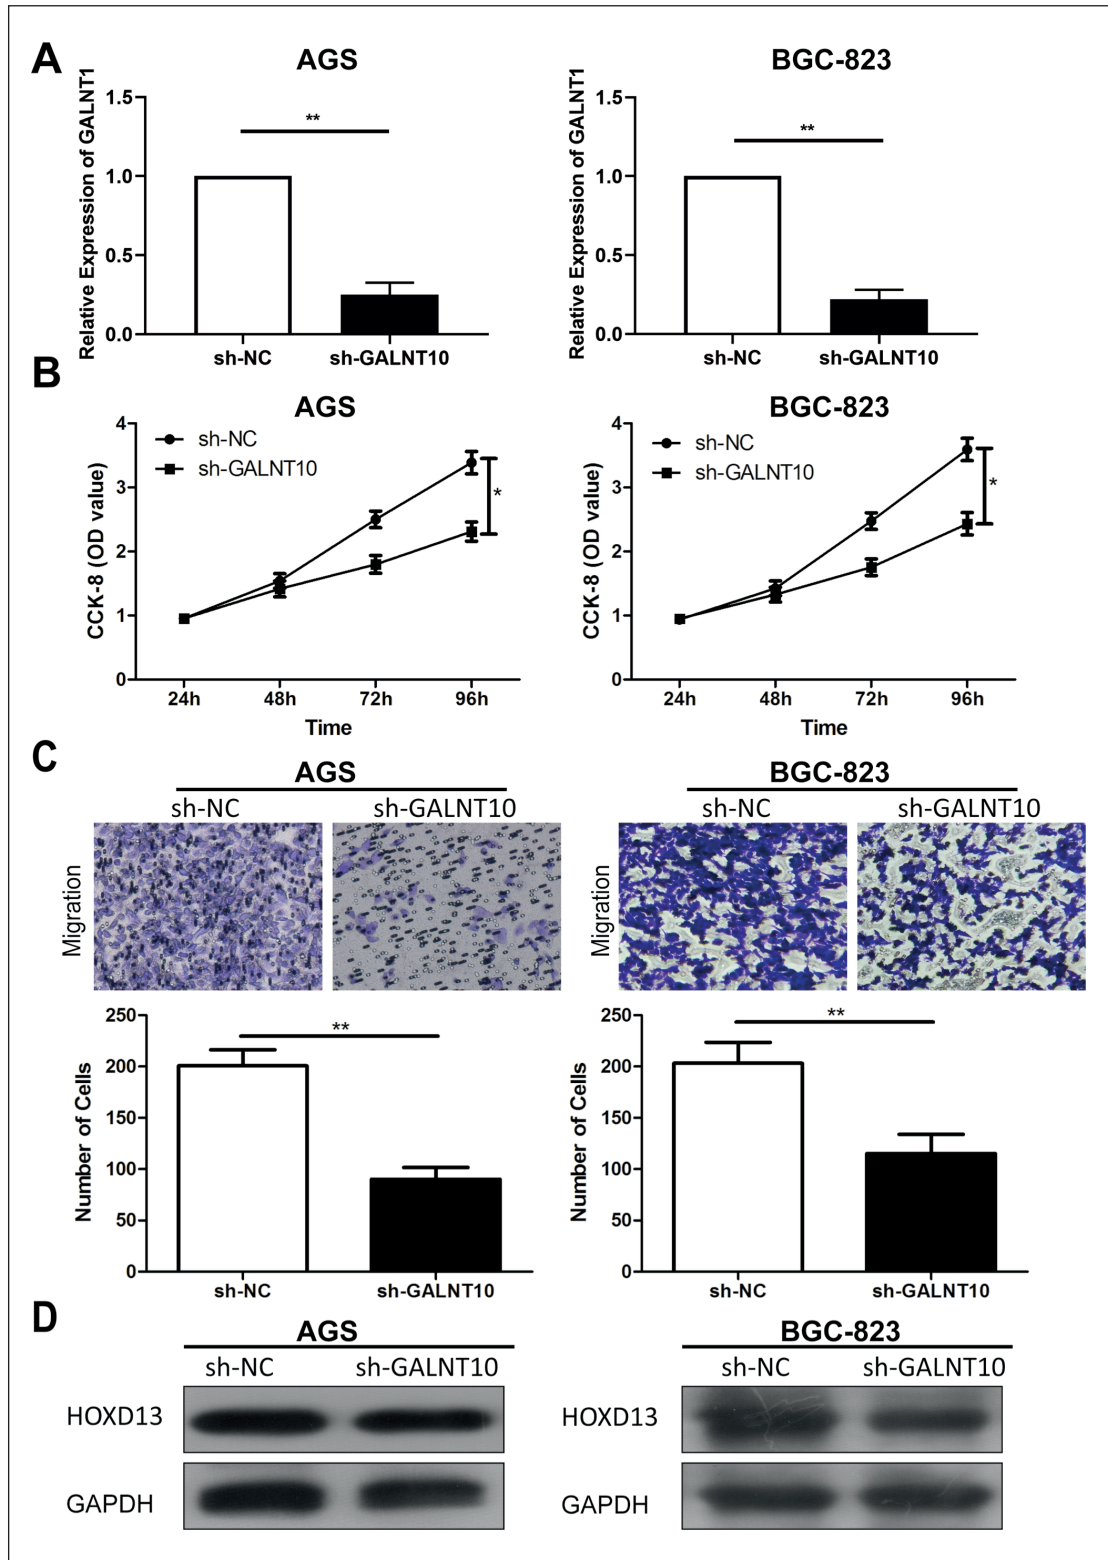 A
AGS
BGC-823
Relative Expression of GALNT1
1.5
1.0
0.5
0.0
**
sh-NC
sh-GALNT10
Relative Expression of GALNT1
1.5
1.0
0.5
0.0
**
sh-NC
sh-GALNT10
B
AGS
BGC-823
CCK-8 (OD value)
4
3
2
1
0
sh-NC
sh-GALNT10
*
24h 48h 72h 96h
Time
CCK-8 (OD value)
4
3
2
1
0
sh-NC
sh-GALNT10
*
24h 48h 72h 96h
Time
C
AGS
sh-NC sh-GALNT10
Migration
BGC-823
sh-NC sh-GALNT10
Migration
Number of Cells
250
200
150
100
50
0
**
sh-NC
sh-GALNT10
Number of Cells
250
200
150
100
50
0
**
sh-NC
sh-GALNT10
D
AGS
sh-NC sh-GALNT10
HOXD13
GAPDH
BGC-823
sh-NC sh-GALNT10
HOXD13
GAPDH